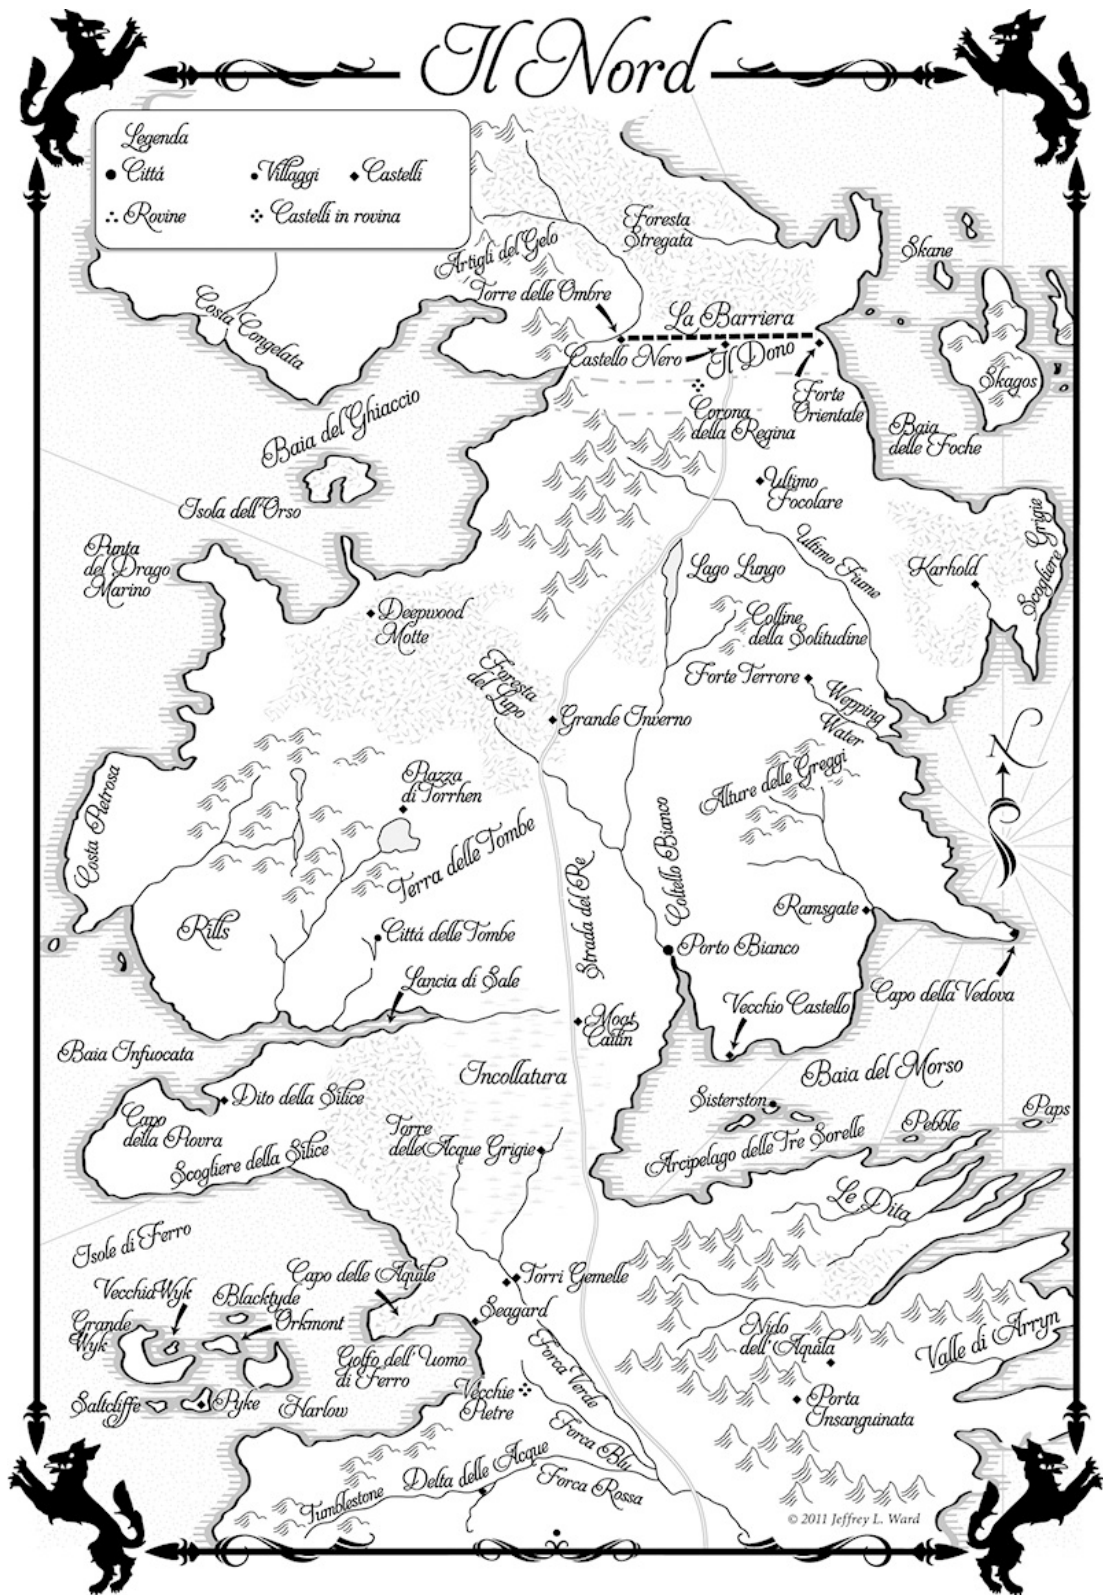 Il Nord
Legenda
Città
Villaggi
Castelli
Rovine
Castelli in rovina
Foresta
Stregata
Skane
Artigli del Gelo
Torre delle Ombre
Costa Congelata
La Barriera
Castello Nero
Il Dono
Skagos
Forte
Orientale
Corona
della Regina
Baia
delle Foche
Baia del Ghiaccio
Ultimo
Focolare
Isola dell'Orso
Punta
del Drago
Marino
Ultimo Fiume
Scogliere Grigie
Lago Lungo
Karhold
Deepwood
Motte
Colline
della Solitudine
Foresta
del Lupo
Forte Terrore
Wepping
Water
Grande Inverno
Costa Pietrosa
Piazza
di Torrhen
Alture delle Greggi
Terra delle Tombe
Coltello Bianco
Strada del Re
Rills
Ramsgate
Città delle Tombe
Porto Bianco
Lancia di Sale
Vecchio Castello
Capo della Vedova
Moat
Cailin
Baia Infuocata
Incollatura
Baia del Morso
Dito della Silice
Sisterston
Capo
della Piovra
Pebble
Paps
Torre
delle Acque Grigie
Scogliere della Silice
Arcipelago delle Tre Sorelle
Le Dita
Isole di Ferro
Capo delle Aquile
Torri Gemelle
Vecchia Wyk
Blacktyde
Orkmont
Seagard
Grande
Wyk
Nido
dell'Aquila
Valle di Arryn
Golfo dell'Uomo
di Ferro
Forca Verde
Vecchie
Pietre
Saltcliffe
Pyke
Harlow
Porta
Insanguinata
Forca Blu
Delta delle Acque
Forca Rossa
Tumblestone
© 2011 Jeffrey L. Ward
N